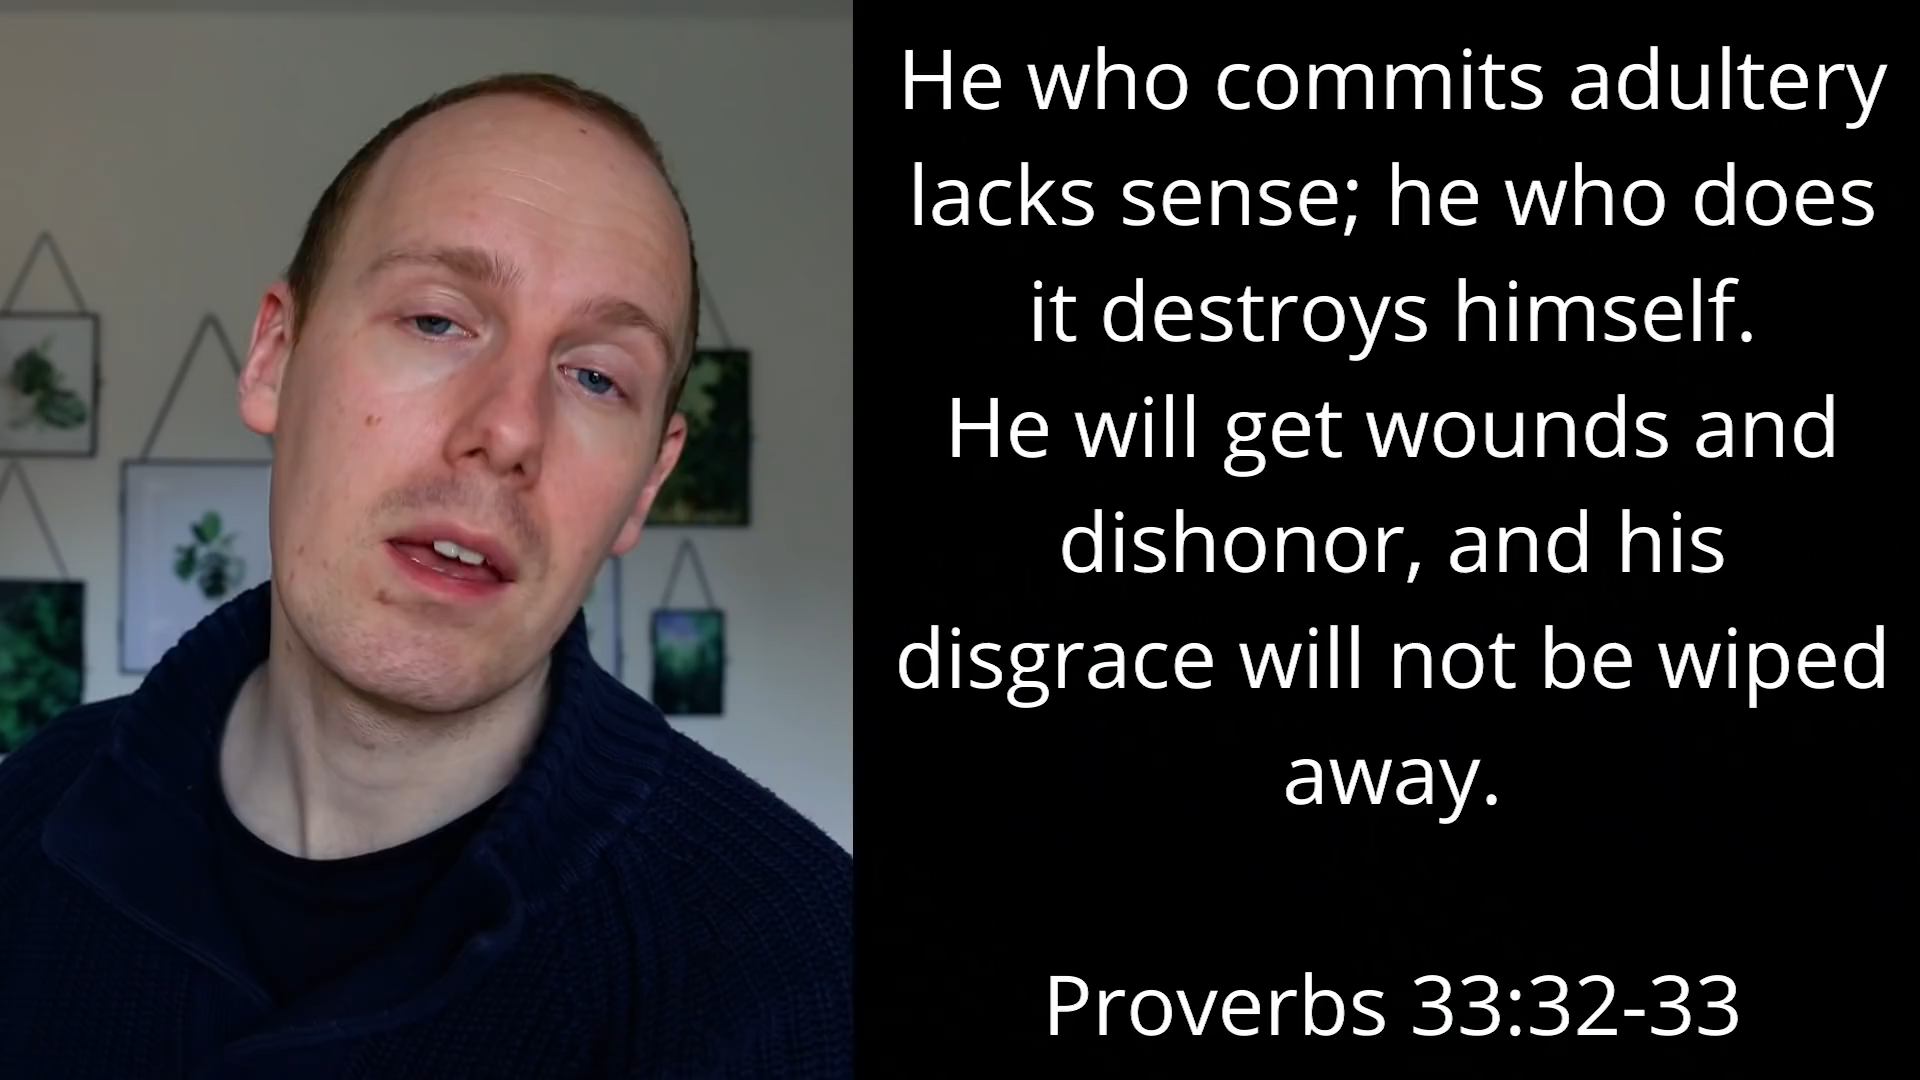 He who commits adultery
lacks sense; he who does
it destroys himself.
He will get wounds and
dishonor, and his
disgrace will not be wiped
away.
Proverbs 33:32-33